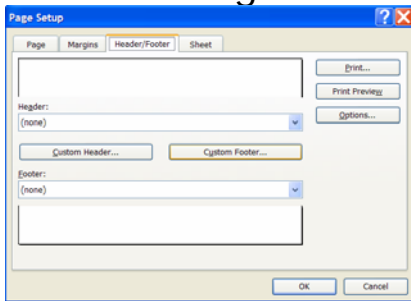 Page Setup
Page Margins Header/Footer Sheet
Print...
Print Preview
Header:
(none)
Options...
Custom Header... Custom Footer...
Footer:
(none)
OK Cancel